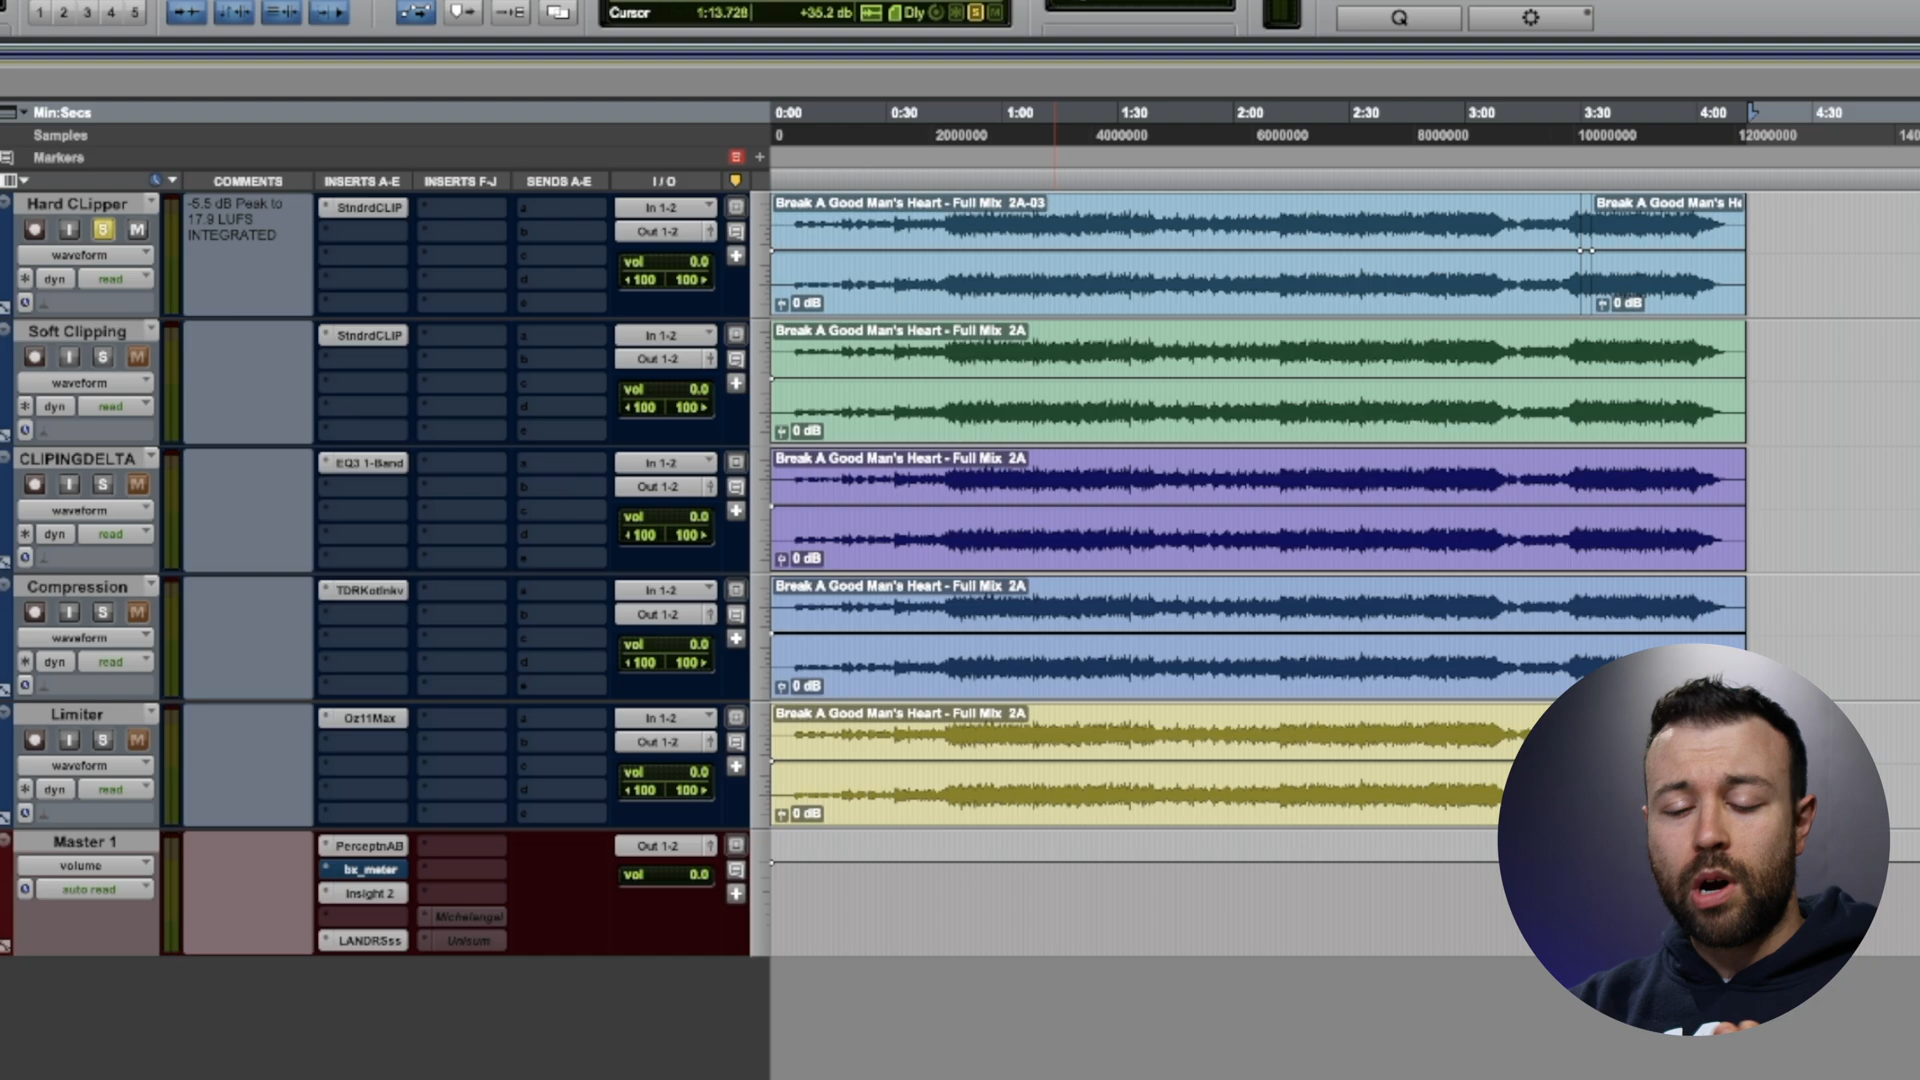 1 2 3 4 5
Cursor 1:13.728 +35.2 db Dly S M
Q
Min:Secs 0:00 0:30 1:00 1:30 2:00 2:30 3:00 3:30 4:00 4:30
Samples 0 2000000 4000000 6000000 8000000 10000000 12000000 140
Markers
COMMENTS INSERTS A-E INSERTS F-J SENDS A-E I / O
Hard CLipper
-5.5 dB Peak to
17.9 LUFS
INTEGRATED
StndrdCLIP a In 1-2
I S M b Out 1-2
waveform c vol 0.0
dyn read d 100 100
e
Break A Good Man's Heart - Full Mix 2A-03 Break A Good Man's He
0 dB 0 dB
Soft Clipping StndrdCLIP a In 1-2
I S M b Out 1-2
waveform c vol 0.0
dyn read d 100 100
e
Break A Good Man's Heart - Full Mix 2A
0 dB
CLIPINGDELTA EQ3 1-Band a In 1-2
I S M b Out 1-2
waveform c vol 0.0
dyn read d 100 100
e
Break A Good Man's Heart - Full Mix 2A
0 dB
Compression TDRKotlnkv a In 1-2
I S M b Out 1-2
waveform c vol 0.0
dyn read d 100 100
e
Break A Good Man's Heart - Full Mix 2A
0 dB
Limiter Oz11Max a In 1-2
I S M b Out 1-2
waveform c vol 0.0
dyn read d 100 100
e
Break A Good Man's Heart - Full Mix 2A
0 dB
Master 1 PerceptnAB Out 1-2
volume bx_meter vol 0.0
auto read Insight 2
Michelangel
LANDRSss Unisum